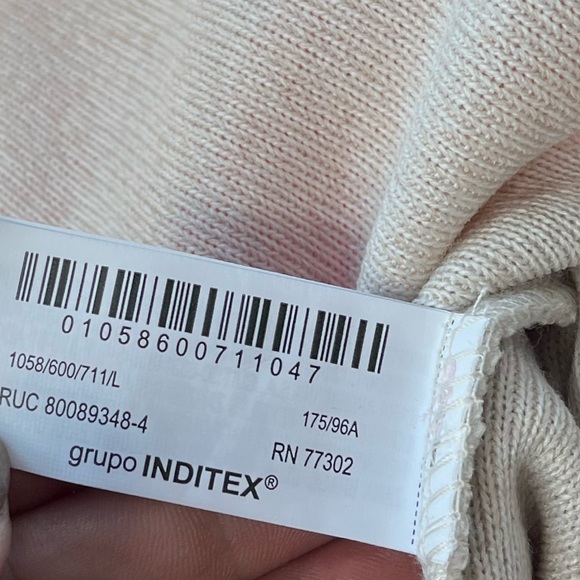 01058600711047
1058/600/711/L
RUC 80089348-4
175/96A
RN 77302
grupo INDITEX®